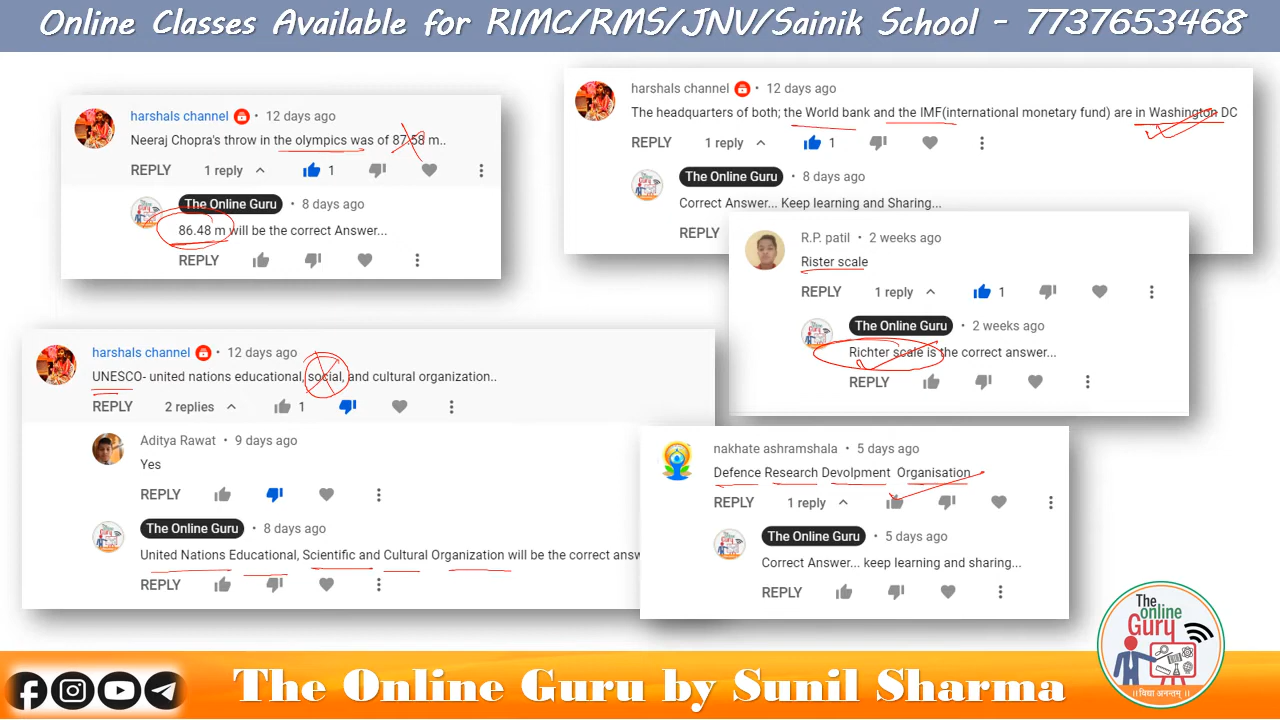 Online Classes Available for RIMC/RMS/JNV/Sainik School - 7737653468
harshals channel • 12 days ago
Neeraj Chopra's throw in the olympics was of 87.58 m..
REPLY 1 reply 1
The Online Guru • 8 days ago
86.48 m will be the correct Answer...
REPLY
harshals channel • 12 days ago
The headquarters of both; the World bank and the IMF(international monetary fund) are in Washington DC
REPLY 1 reply 1
The Online Guru • 8 days ago
Correct Answer... Keep learning and Sharing...
REPLY
R.P. patil • 2 weeks ago
Rister scale
REPLY 1 reply 1
The Online Guru • 2 weeks ago
Richter scale is the correct answer...
REPLY
harshals channel • 12 days ago
UNESCO- united nations educational, social, and cultural organization..
REPLY 2 replies 1
Aditya Rawat • 9 days ago
Yes
REPLY
The Online Guru • 8 days ago
United Nations Educational, Scientific and Cultural Organization will be the correct answ
REPLY
nakhate ashramshala • 5 days ago
Defence Research Devolpment Organisation
REPLY 1 reply
The Online Guru • 5 days ago
Correct Answer... keep learning and sharing...
REPLY
The
online
Guru
।। विद्या अनन्तम् ।।
The Online Guru by Sunil Sharma